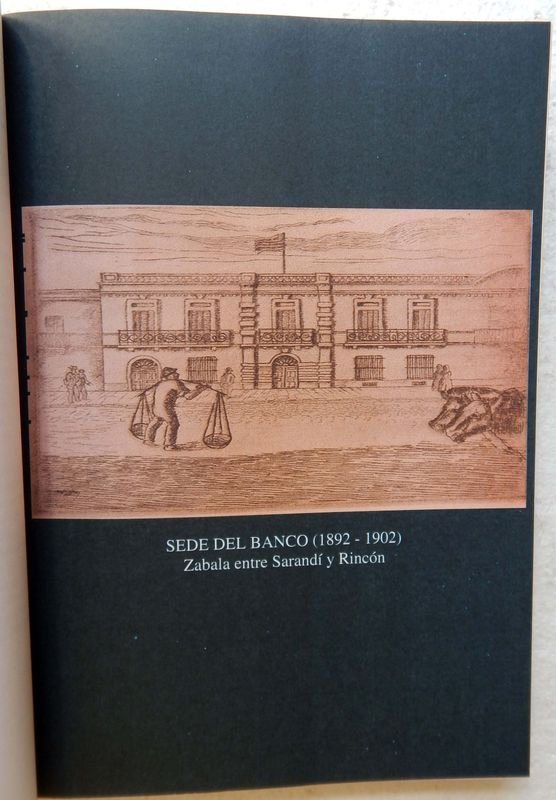 SEDE DEL BANCO (1892 - 1902)
Zabala entre Sarandí y Rincón